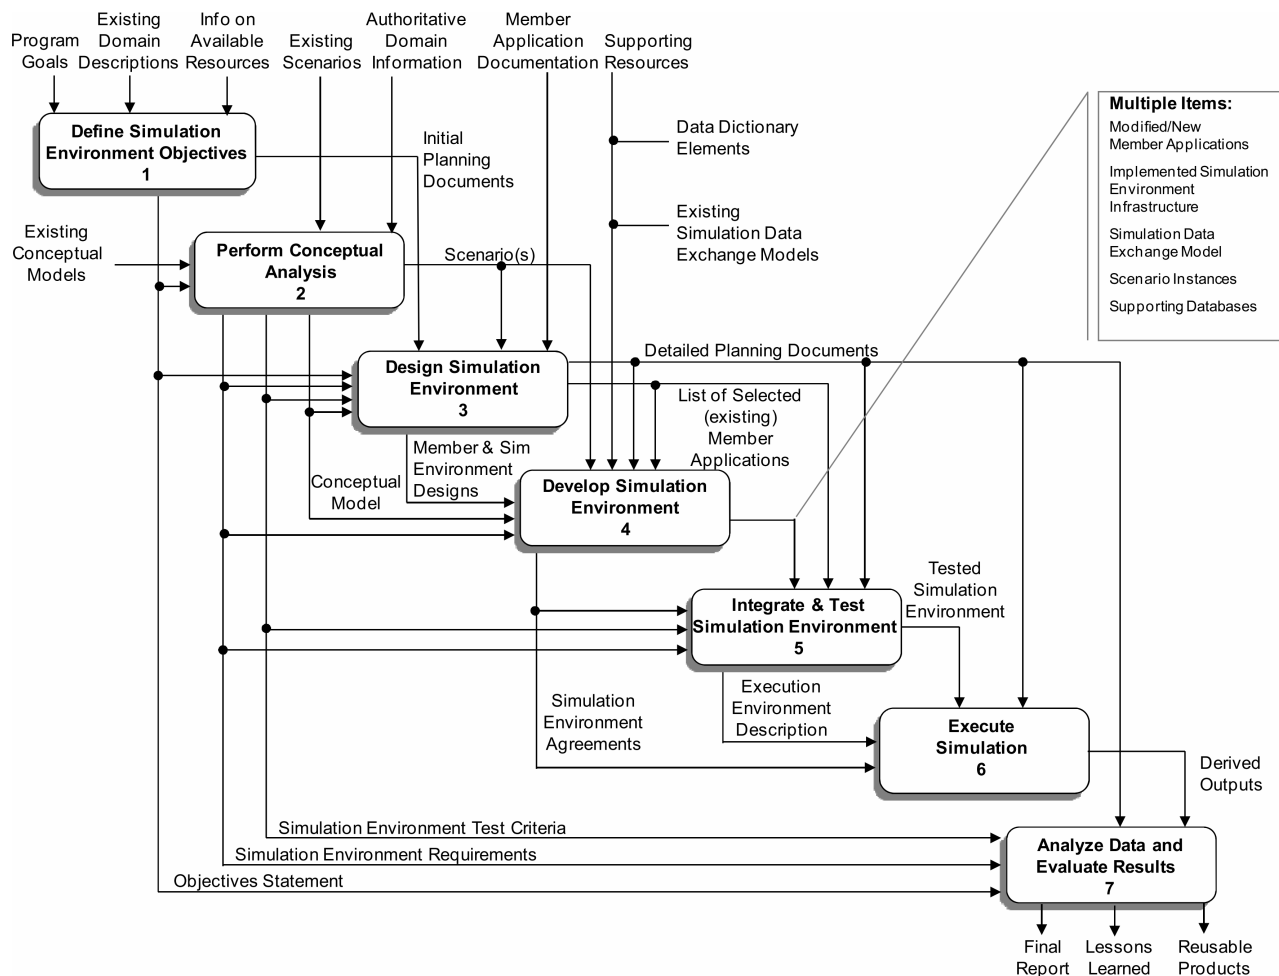 Program
Goals
Existing
Domain
Descriptions
Info on
Available
Resources
Existing
Scenarios
Authoritative
Domain
Information
Member
Application
Documentation
Supporting
Resources
Multiple Items:
Modified/New
Member Applications
Implemented Simulation
Environment
Infrastructure
Simulation Data
Exchange Model
Scenario Instances
Supporting Databases
Define Simulation
Environment Objectives
1
Initial
Planning
Documents
Data Dictionary
Elements
Existing
Simulation Data
Exchange Models
Existing
Conceptual
Models
Perform Conceptual
Analysis
2
Scenario(s)
Design Simulation
Environment
3
Detailed Planning Documents
List of Selected
(existing)
Member
Applications
Member & Sim
Environment
Designs
Conceptual
Model
Develop Simulation
Environment
4
Integrate & Test
Simulation Environment
5
Tested
Simulation
Environment
Simulation
Environment
Agreements
Execution
Environment
Description
Execute
Simulation
6
Derived
Outputs
Simulation Environment Test Criteria
Simulation Environment Requirements
Objectives Statement
Analyze Data and
Evaluate Results
7
Final
Report
Lessons
Learned
Reusable
Products